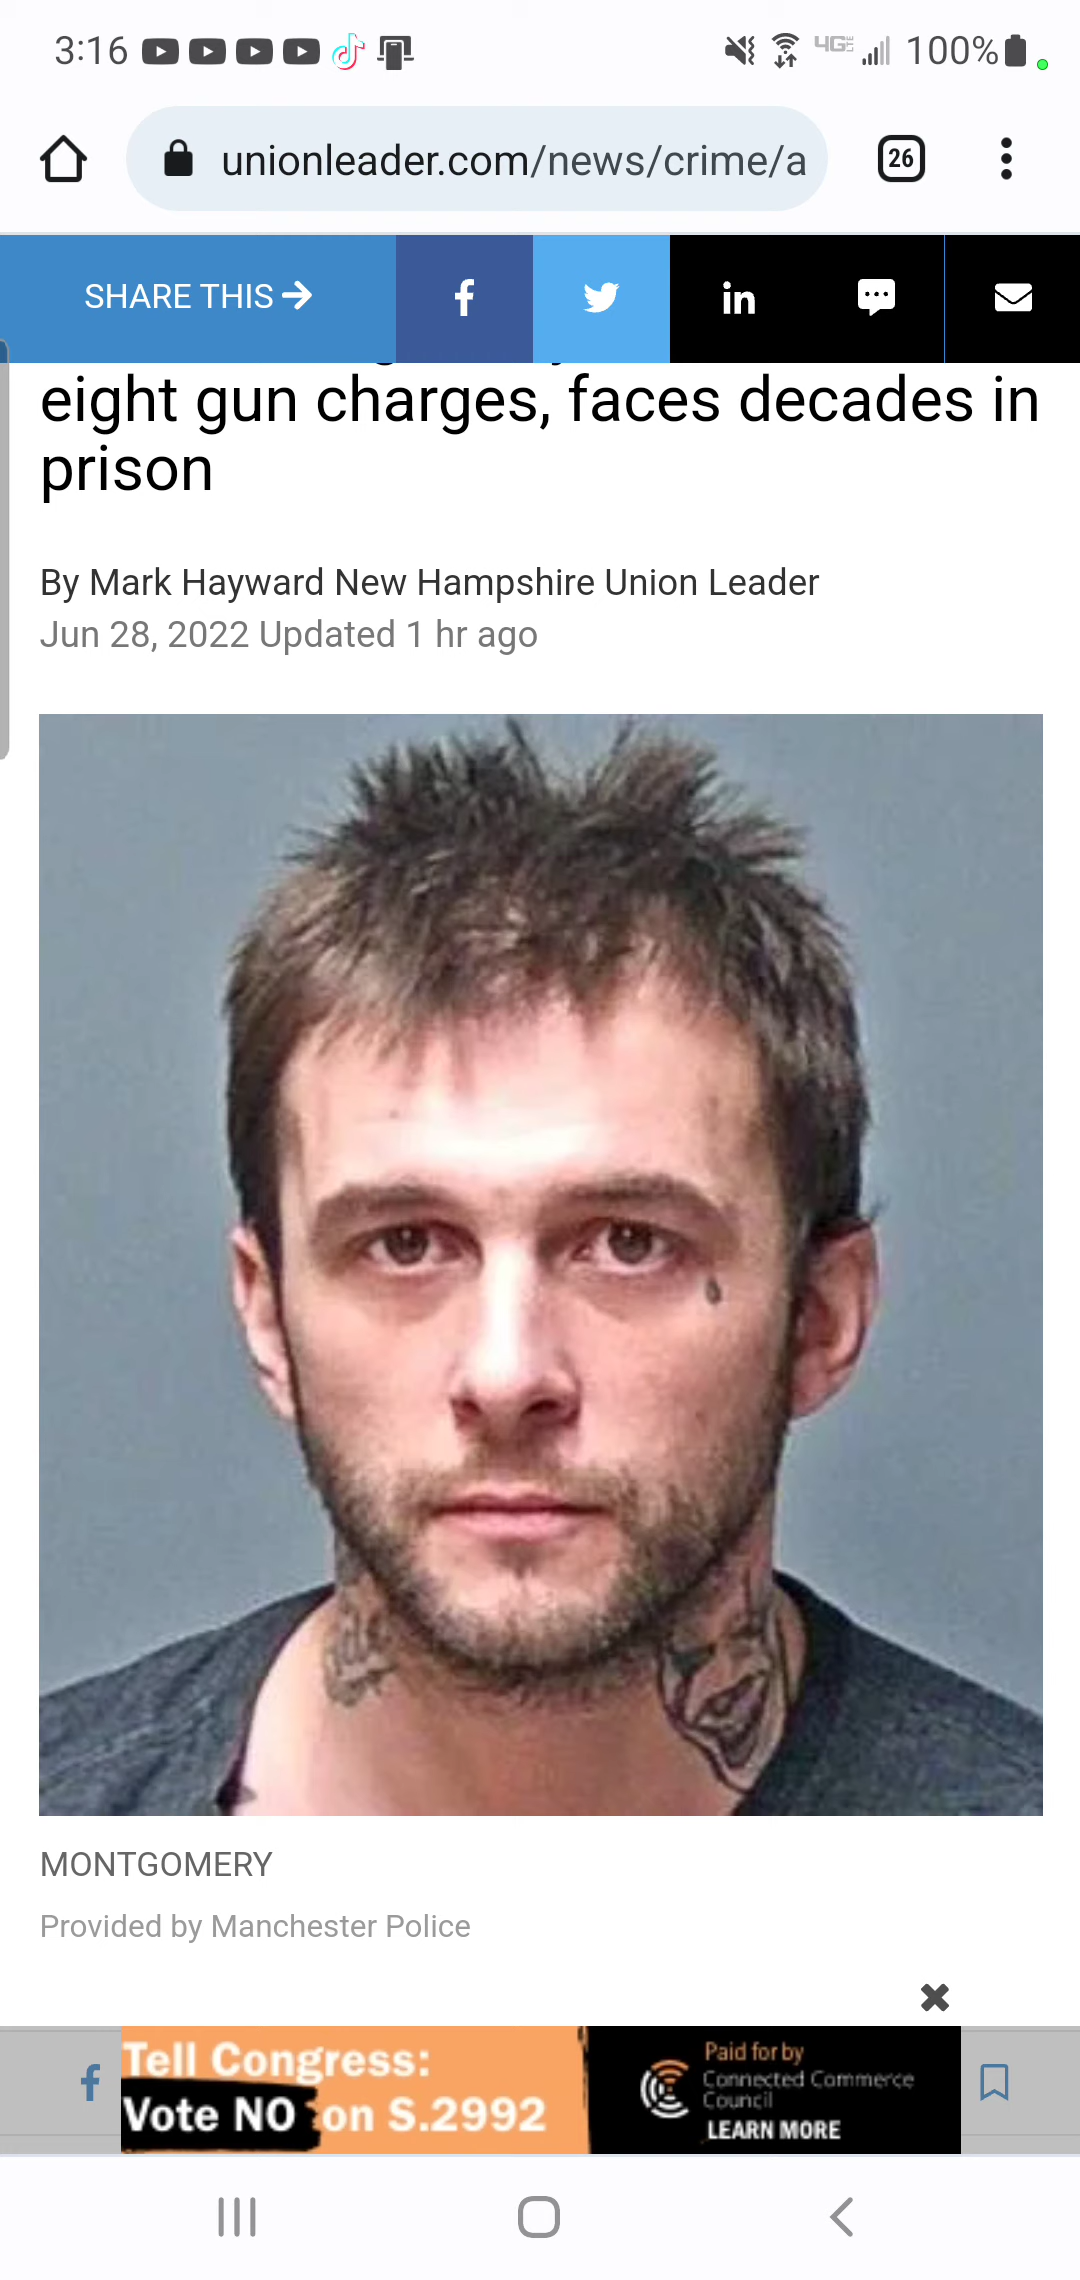 3:16 4G LTE 100%
unionleader.com/news/crime/a 26
SHARE THIS f in
eight gun charges, faces decades in
prison
By Mark Hayward New Hampshire Union Leader
Jun 28, 2022 Updated 1 hr ago
MONTGOMERY
Provided by Manchester Police
Tell Congress:
Vote NO on S.2992
Paid for by
Connected Commerce
Council
LEARN MORE
f